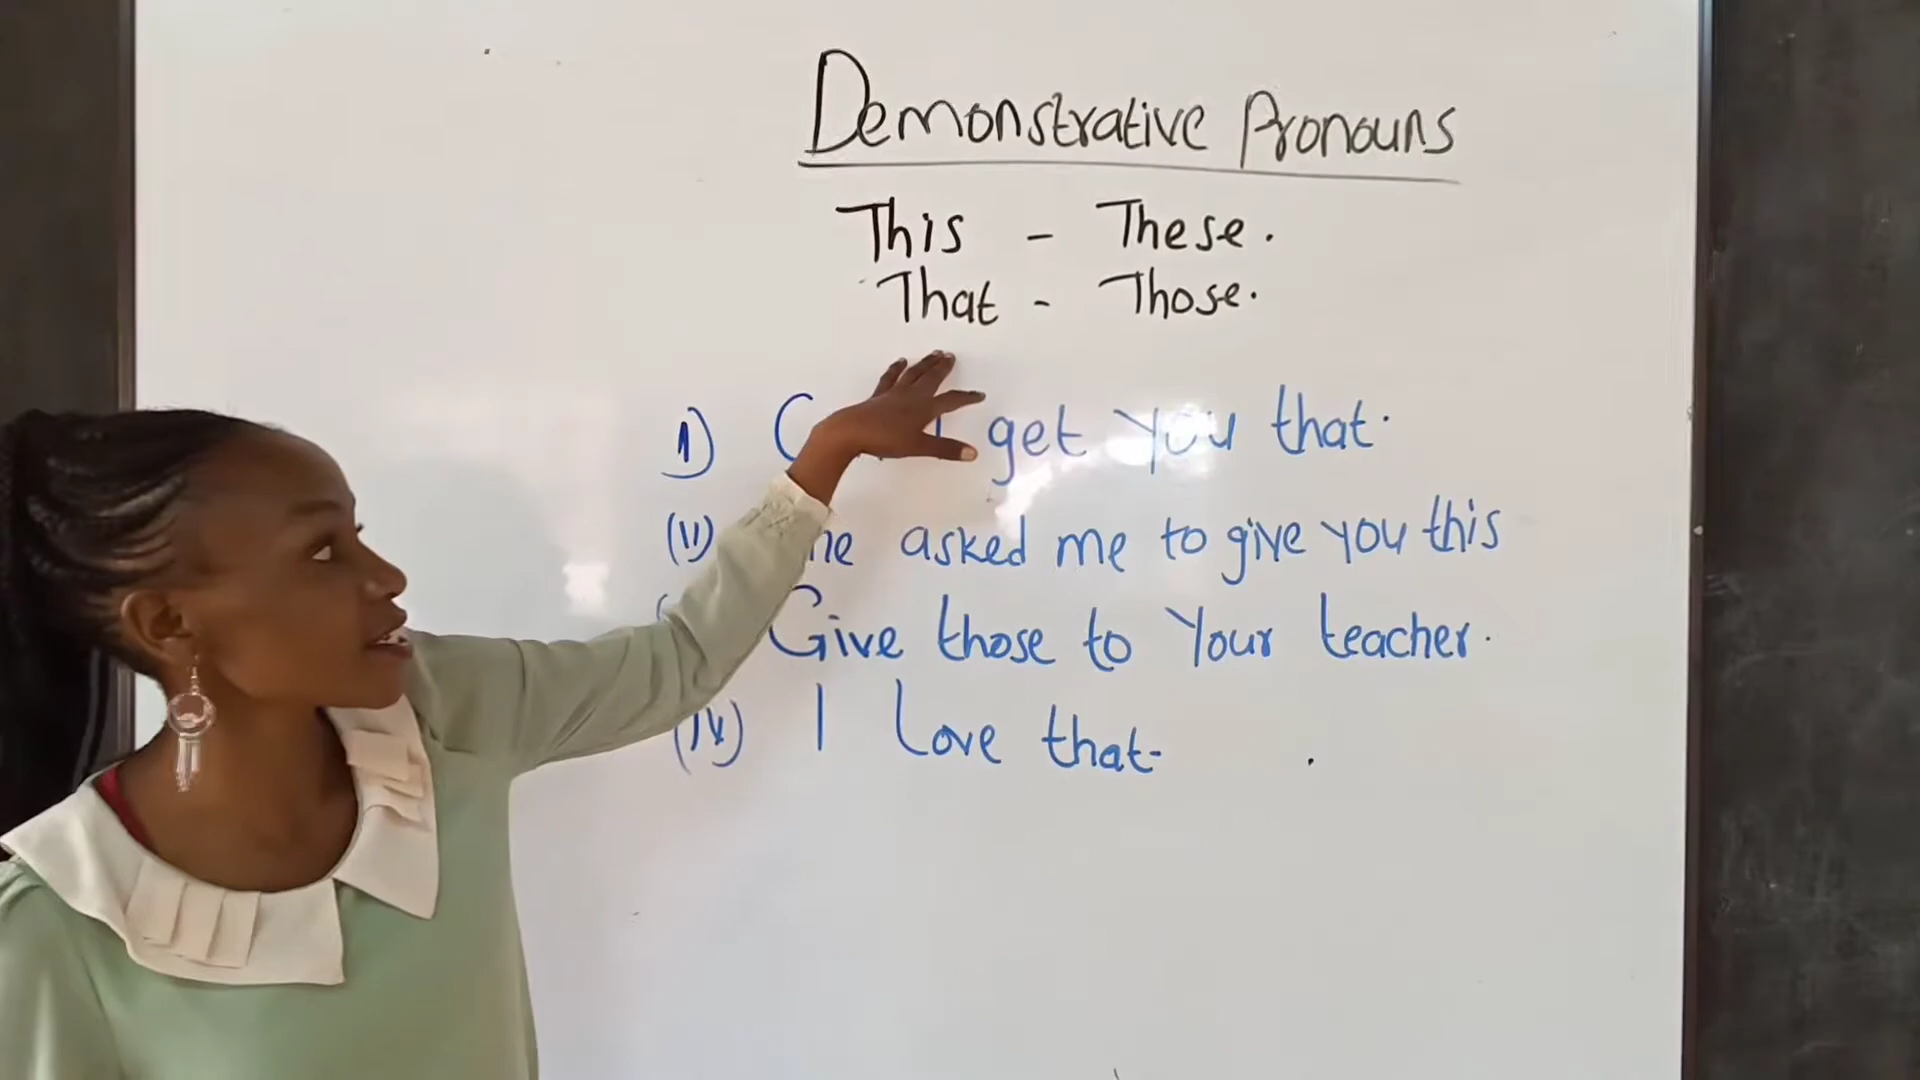 Demonstrative Pronouns
This - These.
That - Those.
1) get you that.
(ii) asked me to give you this
Give those to your teacher.
(iv) I Love that.